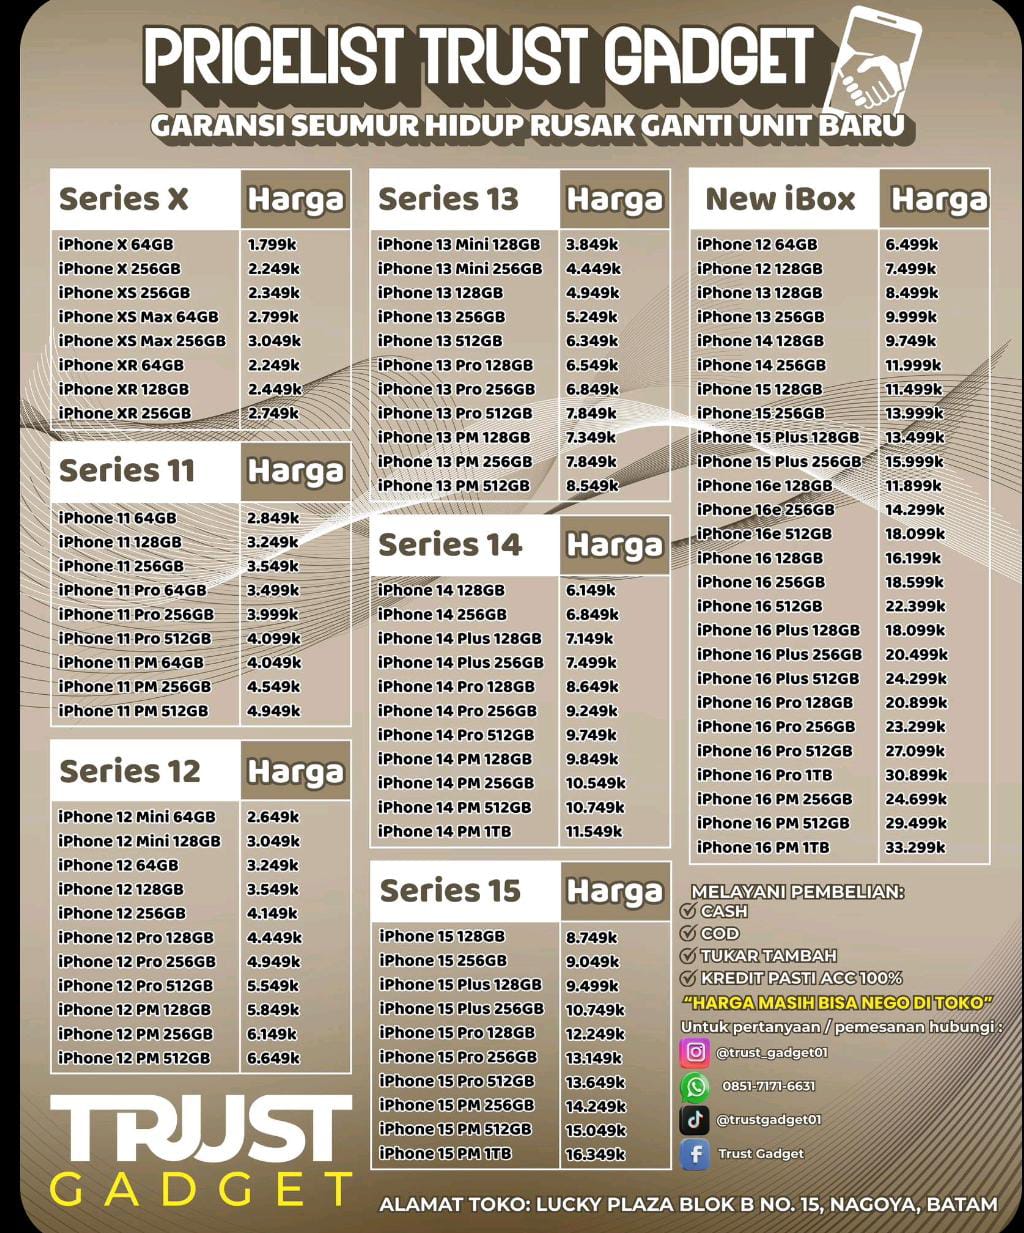 PRICELIST TRUST GADGET
GARANSI SEUMUR HIDUP RUSAK GANTI UNIT BARU
Series X Harga
iPhone X 64GB 1.799k
iPhone X 256GB 2.249k
iPhone XS 256GB 2.349k
iPhone XS Max 64GB 2.799k
iPhone XS Max 256GB 3.049k
iPhone XR 64GB 2.249k
iPhone XR 128GB 2.449k
iPhone XR 256GB 2.749k
Series 11 Harga
iPhone 11 64GB 2.849k
iPhone 11 128GB 3.249k
iPhone 11 256GB 3.549k
iPhone 11 Pro 64GB 3.499k
iPhone 11 Pro 256GB 3.999k
iPhone 11 Pro 512GB 4.099k
iPhone 11 PM 64GB 4.049k
iPhone 11 PM 256GB 4.549k
iPhone 11 PM 512GB 4.949k
Series 12 Harga
iPhone 12 Mini 64GB 2.649k
iPhone 12 Mini 128GB 3.049k
iPhone 12 64GB 3.249k
iPhone 12 128GB 3.549k
iPhone 12 256GB 4.149k
iPhone 12 Pro 128GB 4.449k
iPhone 12 Pro 256GB 4.949k
iPhone 12 Pro 512GB 5.549k
iPhone 12 PM 128GB 5.849k
iPhone 12 PM 256GB 6.149k
iPhone 12 PM 512GB 6.649k
TRUST
GADGET
Series 13 Harga
iPhone 13 Mini 128GB 3.849k
iPhone 13 Mini 256GB 4.449k
iPhone 13 128GB 4.949k
iPhone 13 256GB 5.249k
iPhone 13 512GB 6.349k
iPhone 13 Pro 128GB 6.549k
iPhone 13 Pro 256GB 6.849k
iPhone 13 Pro 512GB 7.849k
iPhone 13 PM 128GB 7.349k
iPhone 13 PM 256GB 7.849k
iPhone 13 PM 512GB 8.549k
Series 14 Harga
iPhone 14 128GB 6.149k
iPhone 14 256GB 6.849k
iPhone 14 Plus 128GB 7.149k
iPhone 14 Plus 256GB 7.499k
iPhone 14 Pro 128GB 8.649k
iPhone 14 Pro 256GB 9.249k
iPhone 14 Pro 512GB 9.749k
iPhone 14 PM 128GB 9.849k
iPhone 14 PM 256GB 10.549k
iPhone 14 PM 512GB 10.749k
iPhone 14 PM 1TB 11.549k
Series 15 Harga
iPhone 15 128GB 8.749k
iPhone 15 256GB 9.049k
iPhone 15 Plus 128GB 9.499k
iPhone 15 Plus 256GB 10.749k
iPhone 15 Pro 128GB 12.249k
iPhone 15 Pro 256GB 13.149k
iPhone 15 Pro 512GB 13.649k
iPhone 15 PM 256GB 14.249k
iPhone 15 PM 512GB 15.049k
iPhone 15 PM 1TB 16.349k
New iBox Harga
iPhone 12 64GB 6.499k
iPhone 12 128GB 7.499k
iPhone 13 128GB 8.499k
iPhone 13 256GB 9.999k
iPhone 14 128GB 9.749k
iPhone 14 256GB 11.999k
iPhone 15 128GB 11.499k
iPhone 15 256GB 13.999k
iPhone 15 Plus 128GB 13.499k
iPhone 15 Plus 256GB 15.999k
iPhone 16e 128GB 11.899k
iPhone 16e 256GB 14.299k
iPhone 16e 512GB 18.099k
iPhone 16 128GB 16.199k
iPhone 16 256GB 18.599k
iPhone 16 512GB 22.399k
iPhone 16 Plus 128GB 18.099k
iPhone 16 Plus 256GB 20.499k
iPhone 16 Plus 512GB 24.299k
iPhone 16 Pro 128GB 20.899k
iPhone 16 Pro 256GB 23.299k
iPhone 16 Pro 512GB 27.099k
iPhone 16 Pro 1TB 30.899k
iPhone 16 PM 256GB 24.699k
iPhone 16 PM 512GB 29.499k
iPhone 16 PM 1TB 33.299k
MELAYANI PEMBELIAN:
CASH
COD
TUKAR TAMBAH
KREDIT PASTI ACC 100%
“HARGA MASIH BISA NEGO DI TOKO”
Untuk pertanyaan / pemesanan hubungi :
@trust_gadget01
0851-7171-6631
@trustgadget01
Trust Gadget
ALAMAT TOKO: LUCKY PLAZA BLOK B NO. 15, NAGOYA, BATAM